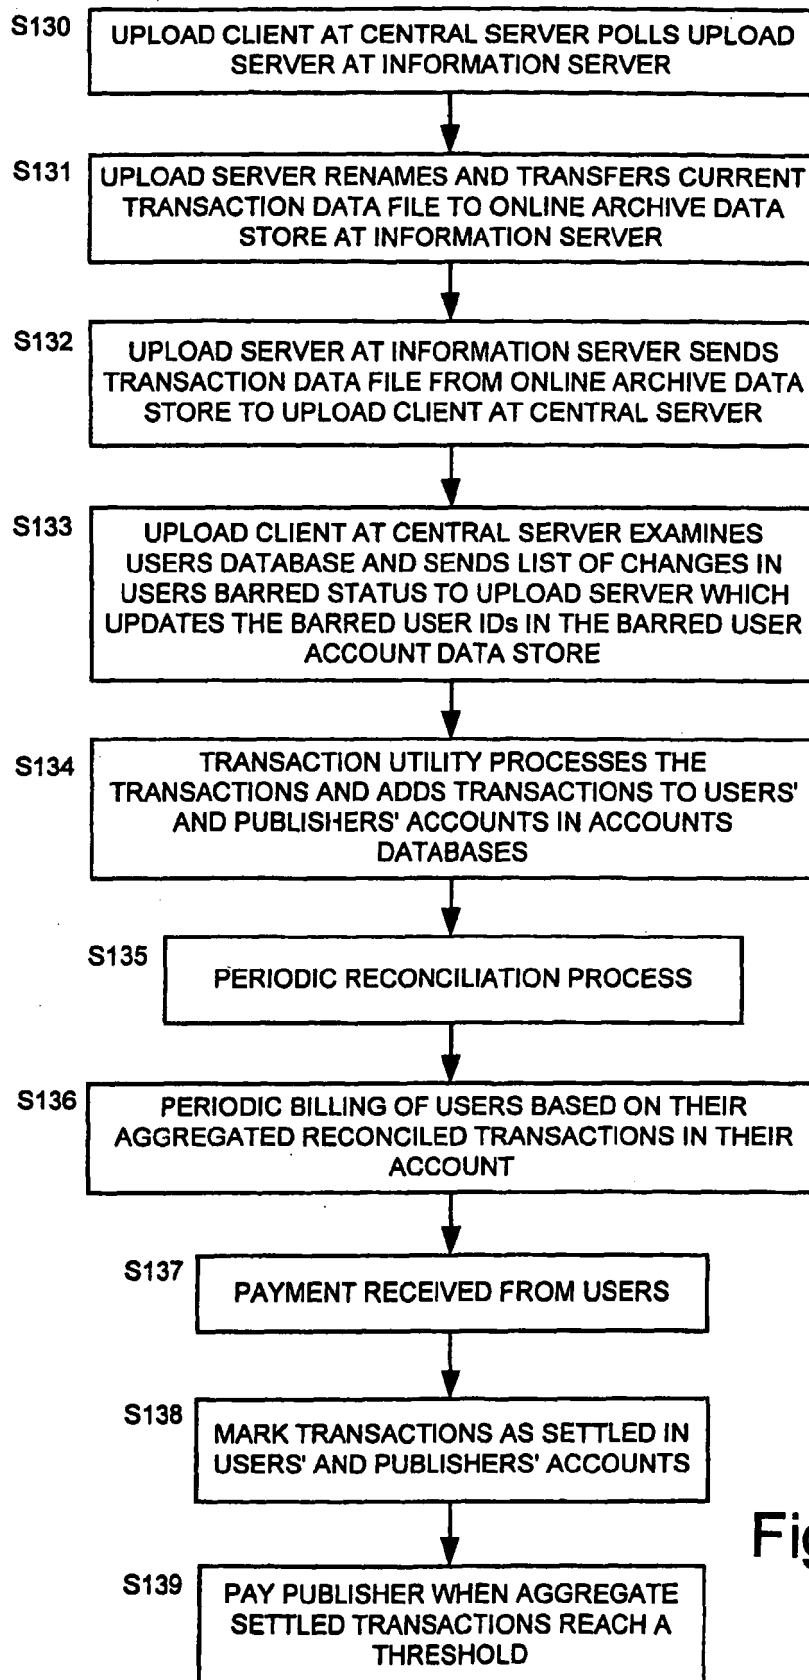 S130
UPLOAD CLIENT AT CENTRAL SERVER POLLS UPLOAD
SERVER AT INFORMATION SERVER
S131
UPLOAD SERVER RENAMES AND TRANSFERS CURRENT
TRANSACTION DATA FILE TO ONLINE ARCHIVE DATA
STORE AT INFORMATION SERVER
S132
UPLOAD SERVER AT INFORMATION SERVER SENDS
TRANSACTION DATA FILE FROM ONLINE ARCHIVE DATA
STORE TO UPLOAD CLIENT AT CENTRAL SERVER
S133
UPLOAD CLIENT AT CENTRAL SERVER EXAMINES
USERS DATABASE AND SENDS LIST OF CHANGES IN
USERS BARRED STATUS TO UPLOAD SERVER WHICH
UPDATES THE BARRED USER IDs IN THE BARRED USER
ACCOUNT DATA STORE
S134
TRANSACTION UTILITY PROCESSES THE
TRANSACTIONS AND ADDS TRANSACTIONS TO USERS'
AND PUBLISHERS' ACCOUNTS IN ACCOUNTS
DATABASES
S135
PERIODIC RECONCILIATION PROCESS
S136
PERIODIC BILLING OF USERS BASED ON THEIR
AGGREGATED RECONCILED TRANSACTIONS IN THEIR
ACCOUNT
S137
PAYMENT RECEIVED FROM USERS
S138
MARK TRANSACTIONS AS SETTLED IN
USERS' AND PUBLISHERS' ACCOUNTS
Fig
S139
PAY PUBLISHER WHEN AGGREGATE
SETTLED TRANSACTIONS REACH A
THRESHOLD